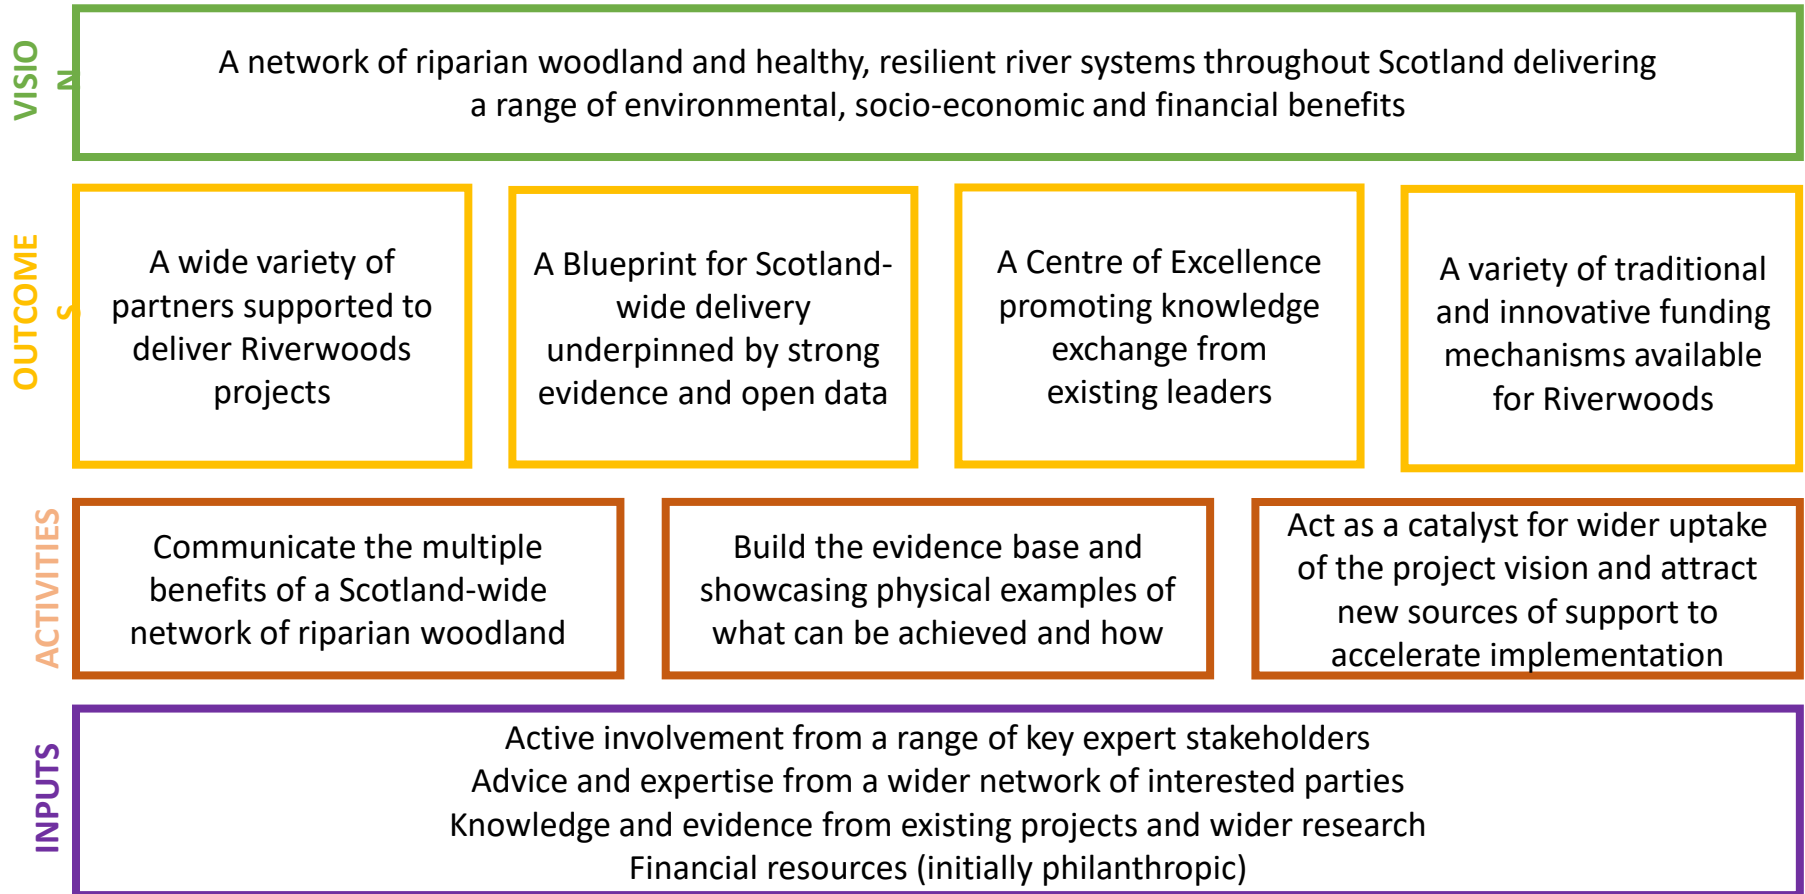 VISIO
N
A network of riparian woodland and healthy, resilient river systems throughout Scotland delivering
a range of environmental, socio-economic and financial benefits
OUTCOME
S
A wide variety of
partners supported to
deliver Riverwoods
projects
A Blueprint for Scotland-
wide delivery
underpinned by strong
evidence and open data
A Centre of Excellence
promoting knowledge
exchange from
existing leaders
A variety of traditional
and innovative funding
mechanisms available
for Riverwoods
ACTIVITIES
Communicate the multiple
benefits of a Scotland-wide
network of riparian woodland
Build the evidence base and
showcasing physical examples of
what can be achieved and how
Act as a catalyst for wider uptake
of the project vision and attract
new sources of support to
accelerate implementation
INPUTS
Active involvement from a range of key expert stakeholders
Advice and expertise from a wider network of interested parties
Knowledge and evidence from existing projects and wider research
Financial resources (initially philanthropic)